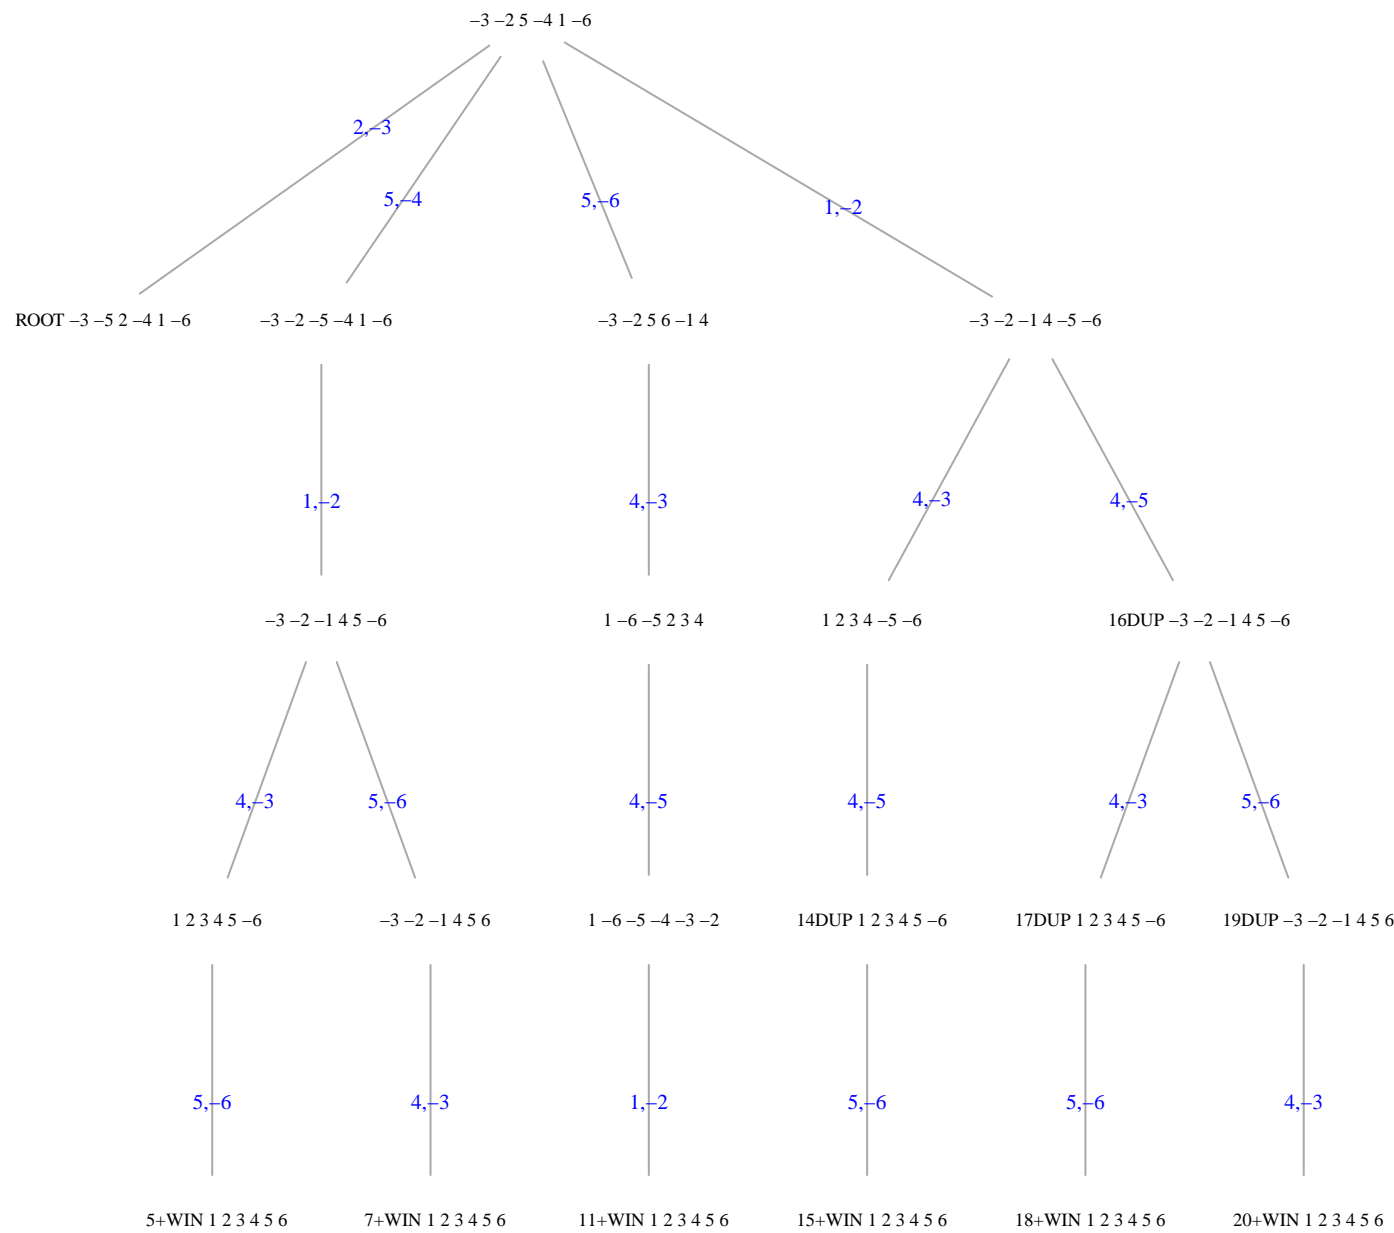 –3 –2 5 –4 1 –6
2,–3
5,–4
5,–6
1,–2
ROOT –3 –5 2 –4 1 –6
–3 –2 –5 –4 1 –6
–3 –2 5 6 –1 4
–3 –2 –1 4 –5 –6
1,–2
4,–3
4,–3
4,–5
–3 –2 –1 4 5 –6
1 –6 –5 2 3 4
1 2 3 4 –5 –6
16DUP –3 –2 –1 4 5 –6
4,–3
5,–6
4,–5
4,–5
4,–3
5,–6
1 2 3 4 5 –6
–3 –2 –1 4 5 6
1 –6 –5 –4 –3 –2
14DUP 1 2 3 4 5 –6
17DUP 1 2 3 4 5 –6
19DUP –3 –2 –1 4 5 6
5,–6
4,–3
1,–2
5,–6
5,–6
4,–3
5+WIN 1 2 3 4 5 6
7+WIN 1 2 3 4 5 6
11+WIN 1 2 3 4 5 6
15+WIN 1 2 3 4 5 6
18+WIN 1 2 3 4 5 6
20+WIN 1 2 3 4 5 6